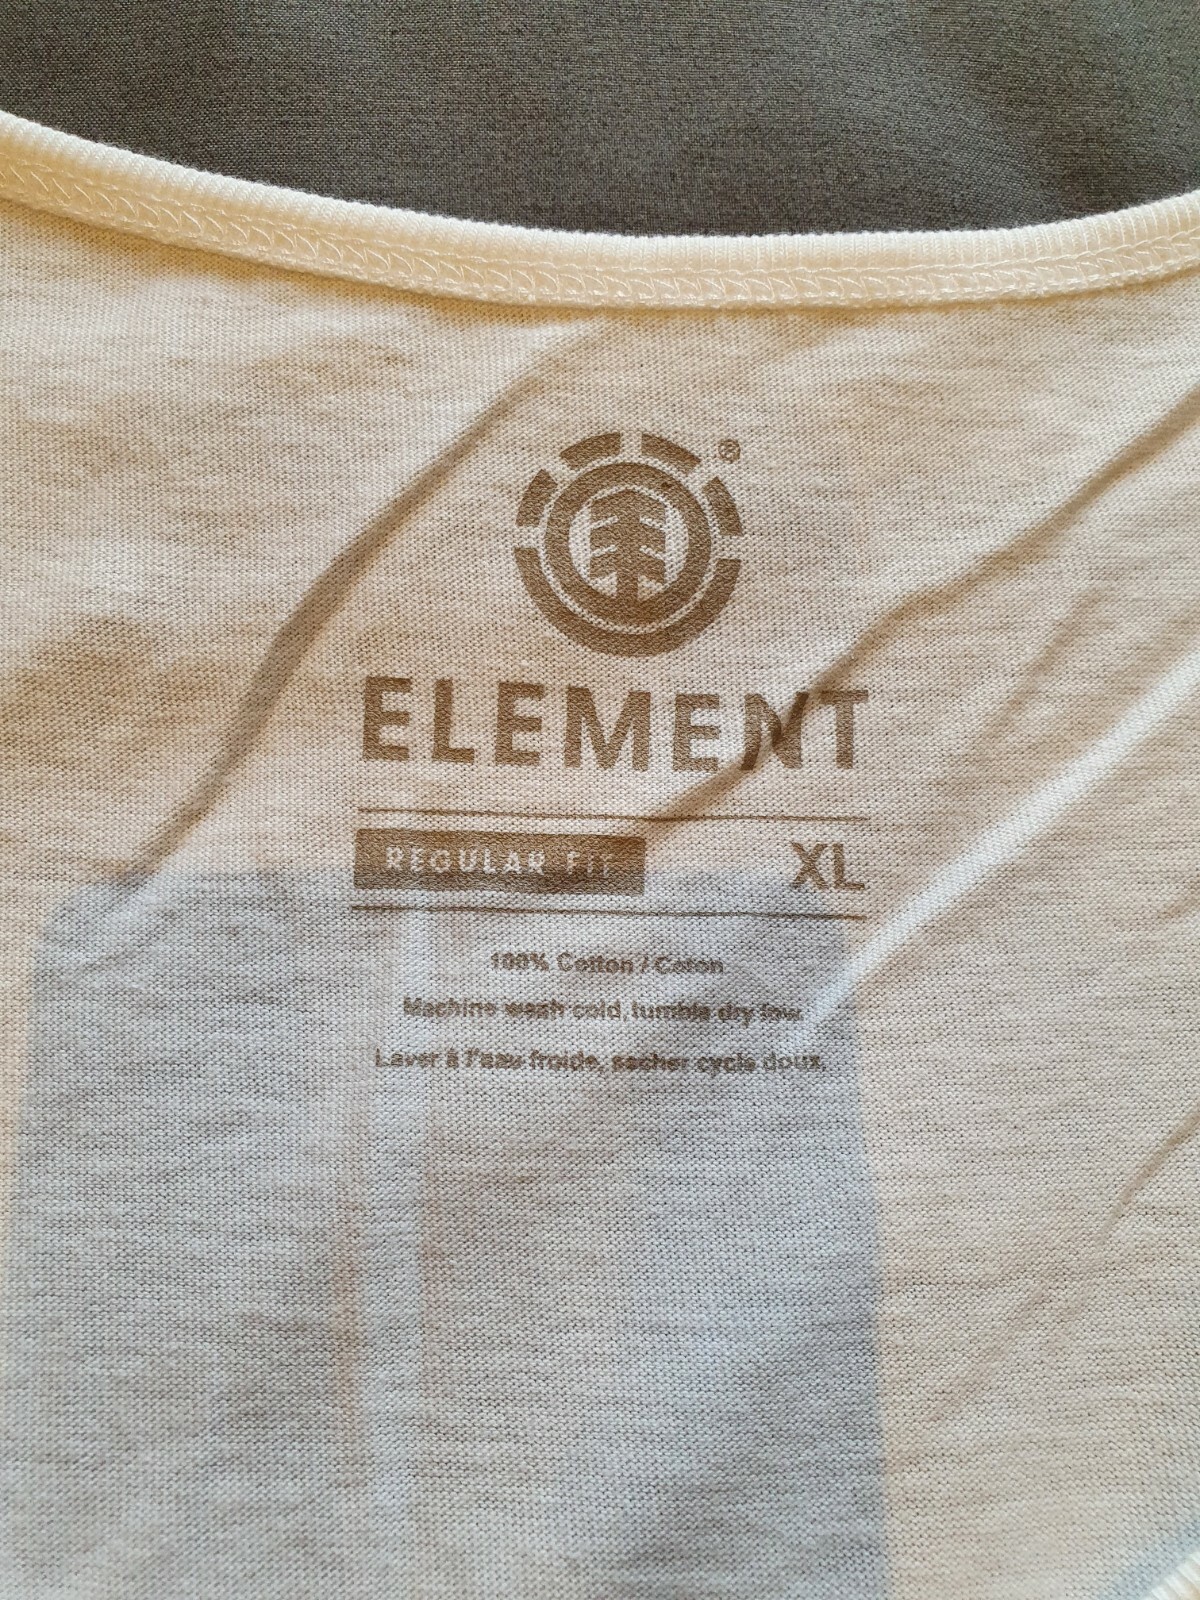 ®
ELEMENT
REGULAR FIT
XL
100% Cotton / Coton
Machine wash cold, tumble dry low.
Laver à l'eau froide, sécher cycle doux.